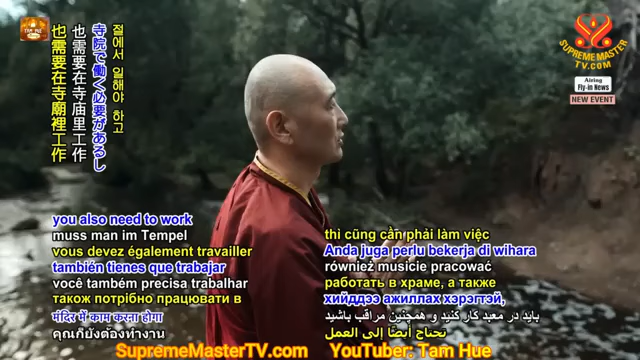 TAM HUE
也需要在寺廟裡工作
也需要在寺庙里工作
寺院で働く必要があるし
절에서 일해야 하고
SUPREME MASTER
TV.COM
Airing
Fly-in News
NEW EVENT
you also need to work
muss man im Tempel
vous devez également travailler
también tienes que trabajar
você também precisa trabalhar
також потрібно працювати в
मंदिर में काम करना होगा
คุณก็ยังต้องทำงาน
thì cũng cần phải làm việc
Anda juga perlu bekerja di wihara
również musicie pracować
работать в храме, а также
хийддээ ажиллах хэрэгтэй,
باید در معبد کار کنید و همچنین مراقب باشید
تحتاج أيضًا إلى العمل
SupremeMasterTV.com
YouTuber: Tam Hue